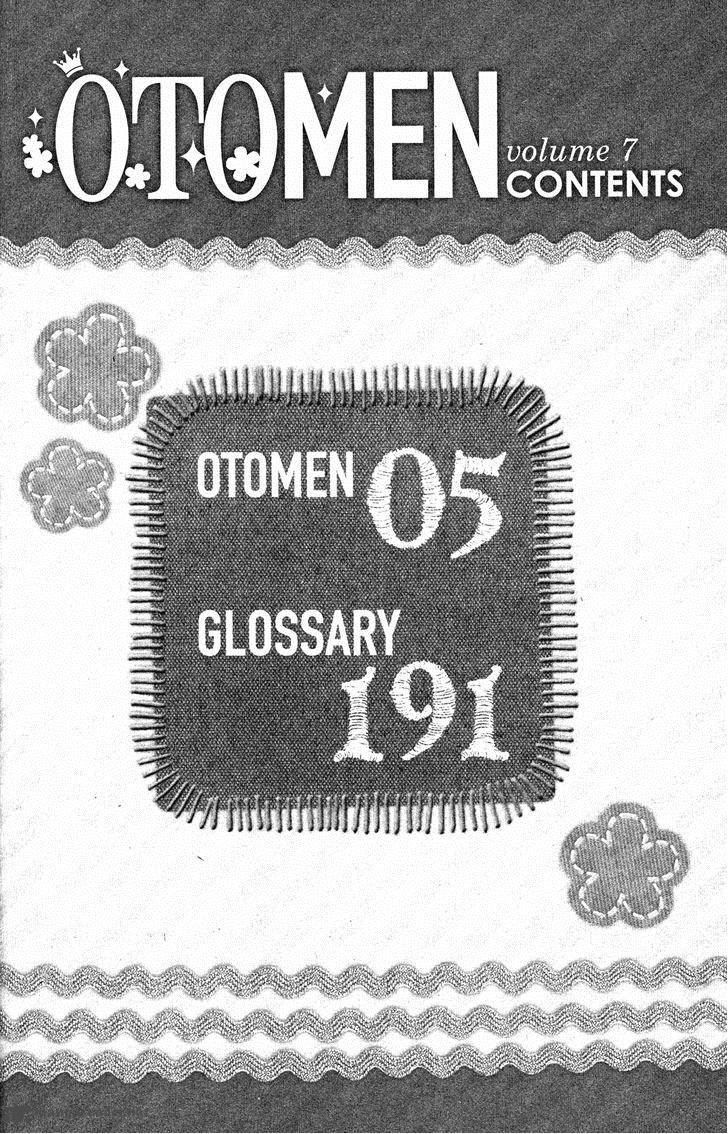 OTOMEN
volume 7
CONTENTS
OTOMEN 05
GLOSSARY
191